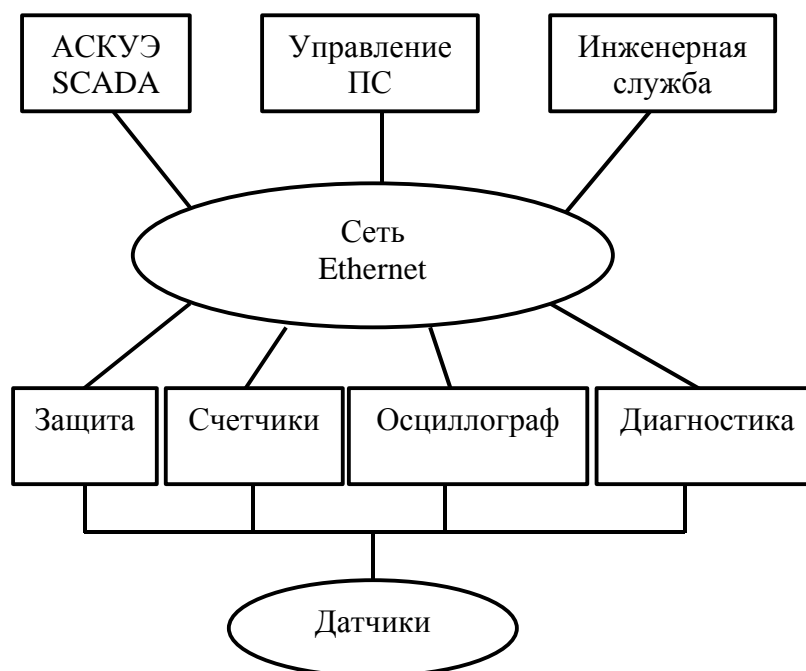 АСКУЭ
SCADA
Управление
ПС
Инженерная
служба
Сеть
Ethernet
Защита
Счетчики
Осциллограф
Диагностика
Датчики